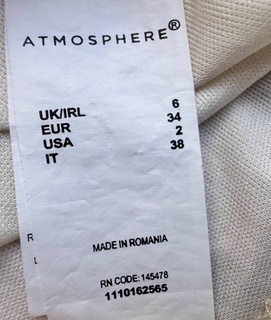 ATMOSPHERE®
UK/IRL 6
EUR 34
USA 2
IT 38
R
L
MADE IN ROMANIA
RN CODE: 145478
1110162565